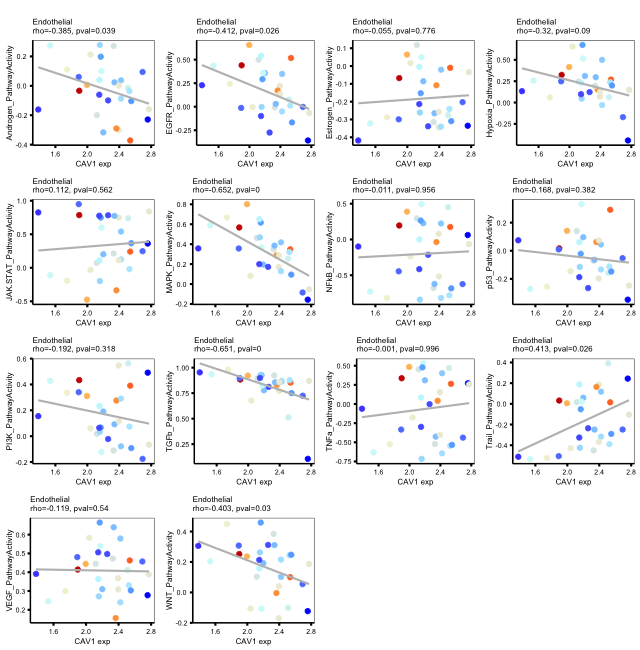 Endothelial
rho=-0.385, pval=0.039
Androgen_PathwayActivity
0.2
0.0
-0.2
-0.4
1.6
2.0
2.4
2.8
CAV1 exp
Endothelial
rho=-0.412, pval=0.026
EGFR_PathwayActivity
0.50
0.25
0.00
-0.25
1.6
2.0
2.4
2.8
CAV1 exp
Endothelial
rho=-0.055, pval=0.776
Estrogen_PathwayActivity
0.1
0.0
-0.1
-0.2
-0.3
-0.4
1.6
2.0
2.4
2.8
CAV1 exp
Endothelial
rho=-0.32, pval=0.09
Hypoxia_PathwayActivity
0.50
0.25
0.00
-0.25
1.6
2.0
2.4
2.8
CAV1 exp
Endothelial
rho=0.112, pval=0.562
JAK.STAT_PathwayActivity
1.0
0.5
0.0
-0.5
1.6
2.0
2.4
2.8
CAV1 exp
Endothelial
rho=-0.652, pval=0
MAPK_PathwayActivity
0.8
0.6
0.4
0.2
0.0
-0.2
1.6
2.0
2.4
2.8
CAV1 exp
Endothelial
rho=-0.011, pval=0.956
NFkB_PathwayActivity
0.5
0.0
-0.5
1.6
2.0
2.4
2.8
CAV1 exp
Endothelial
rho=-0.168, pval=0.382
p53_PathwayActivity
0.2
0.0
-0.2
1.6
2.0
2.4
2.8
CAV1 exp
Endothelial
rho=-0.192, pval=0.318
PI3K_PathwayActivity
0.6
0.4
0.2
0.0
-0.2
1.6
2.0
2.4
2.8
CAV1 exp
Endothelial
rho=-0.651, pval=0
TGFb_PathwayActivity
1.00
0.75
0.50
0.25
1.6
2.0
2.4
2.8
CAV1 exp
Endothelial
rho=-0.001, pval=0.996
TNFa_PathwayActivity
0.50
0.25
0.00
-0.25
-0.50
-0.75
1.6
2.0
2.4
2.8
CAV1 exp
Endothelial
rho=0.413, pval=0.026
Trail_PathwayActivity
0.4
0.2
0.0
-0.2
-0.4
1.6
2.0
2.4
2.8
CAV1 exp
Endothelial
rho=-0.119, pval=0.54
VEGF_PathwayActivity
0.6
0.5
0.4
0.3
0.2
1.6
2.0
2.4
2.8
CAV1 exp
Endothelial
rho=-0.403, pval=0.03
WNT_PathwayActivity
0.4
0.2
0.0
-0.2
1.6
2.0
2.4
2.8
CAV1 exp